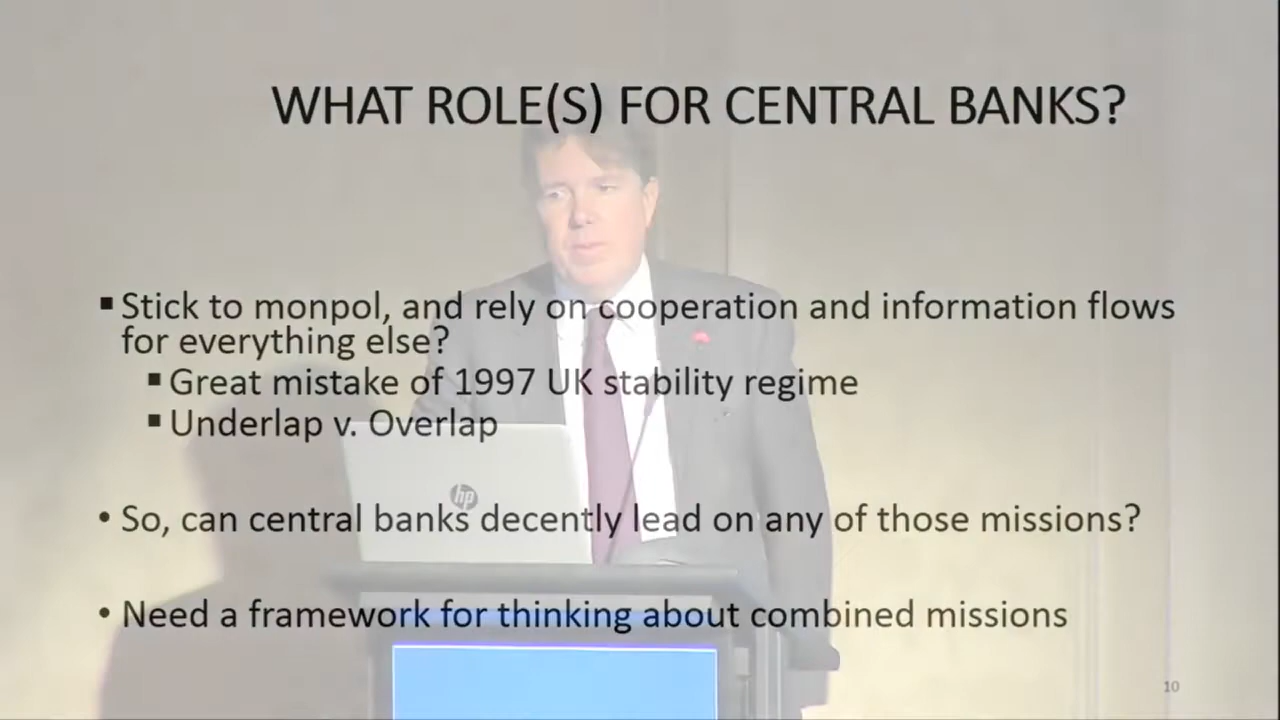 WHAT ROLE(S) FOR CENTRAL BANKS?
▪ Stick to monpol, and rely on cooperation and information flows
for everything else?
▪ Great mistake of 1997 UK stability regime
▪ Underlap v. Overlap
hp
• So, can central banks decently lead on any of those missions?
• Need a framework for thinking about combined missions
10